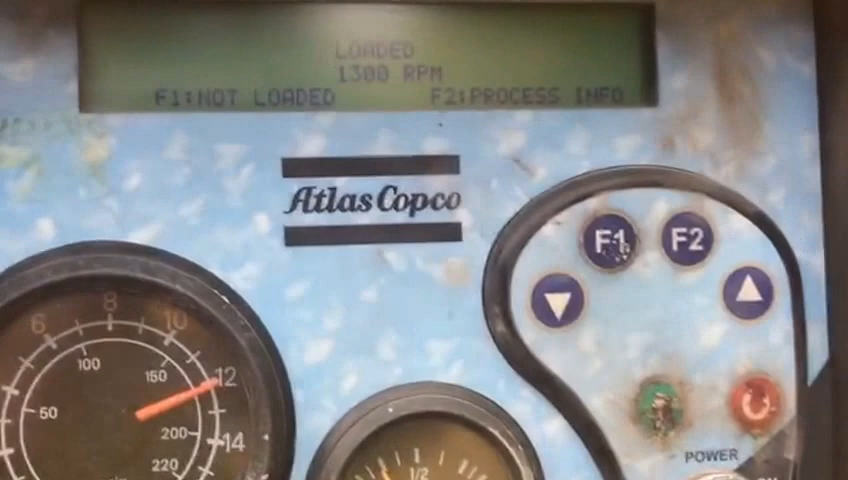 LOADED
1300 RPM
F1:NOT LOADED F2:PROCESS INFO
Atlas Copco
F1 F2
6 8 10 12 14
50 100 150 200 220
1/2
POWER